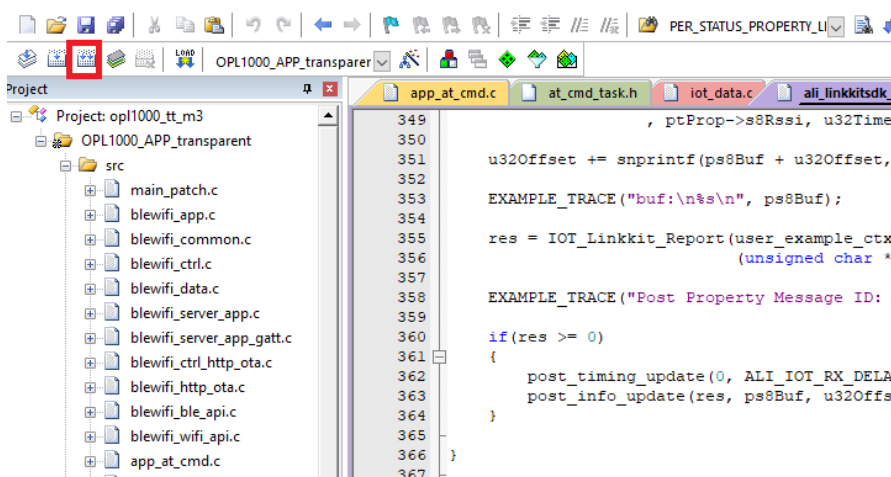 PER_STATUS_PROPERTY_LI
LOAD
OPL1000_APP_transparer
Project
Project: opl1000_tt_m3
OPL1000_APP_transparent
src
main_patch.c
blewifi_app.c
blewifi_common.c
blewifi_ctrl.c
blewifi_data.c
blewifi_server_app.c
blewifi_server_app_gatt.c
blewifi_ctrl_http_ota.c
blewifi_http_ota.c
blewifi_ble_api.c
blewifi_wifi_api.c
app_at_cmd.c
app_at_cmd.c at_cmd_task.h iot_data.c ali_linkkitsdk_
349 , ptProp->s8Rssi, u32Time
350
351 u32Offset += snprintf(ps8Buf + u32Offset,
352
353 EXAMPLE_TRACE("buf:\n%s\n", ps8Buf);
354
355 res = IOT_Linkkit_Report(user_example_ctx
356 (unsigned char *
357
358 EXAMPLE_TRACE("Post Property Message ID:
359
360 if(res >= 0)
361 {
362 post_timing_update(0, ALI_IOT_RX_DELA
363 post_info_update(res, ps8Buf, u32Offs
364 }
365
366 }
367